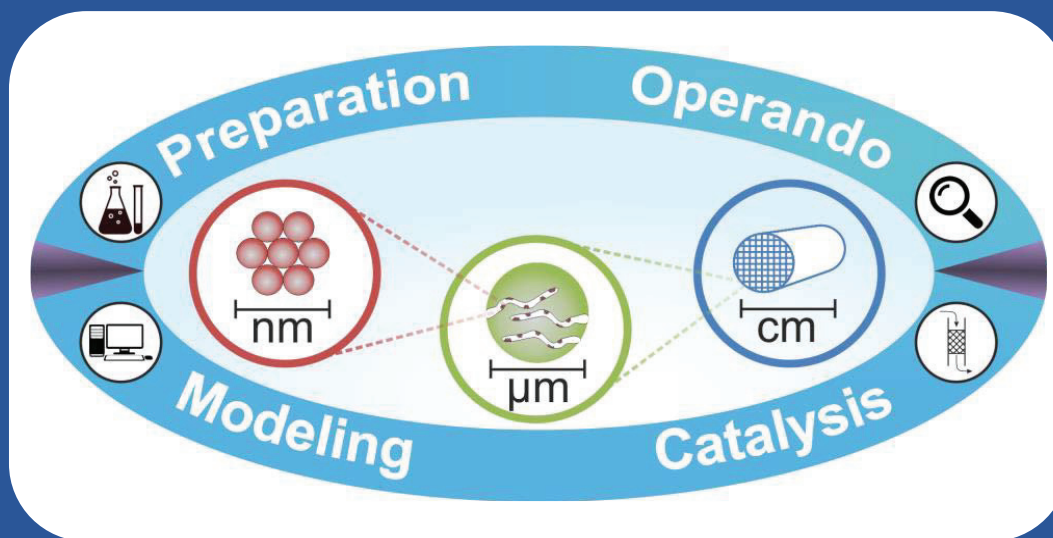 Preparation
Operando
nm
µm
cm
Modeling
Catalysis